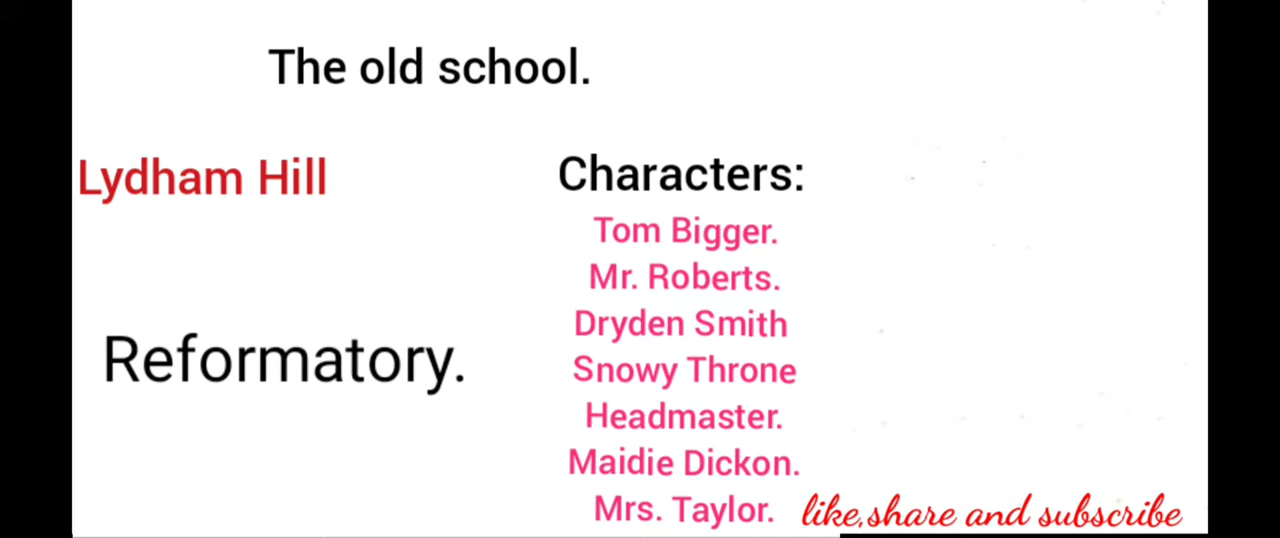 The old school.
Lydham Hill
Reformatory.
Characters:
Tom Bigger.
Mr. Roberts.
Dryden Smith
Snowy Throne
Headmaster.
Maidie Dickon.
Mrs. Taylor.
like,share and subscribe